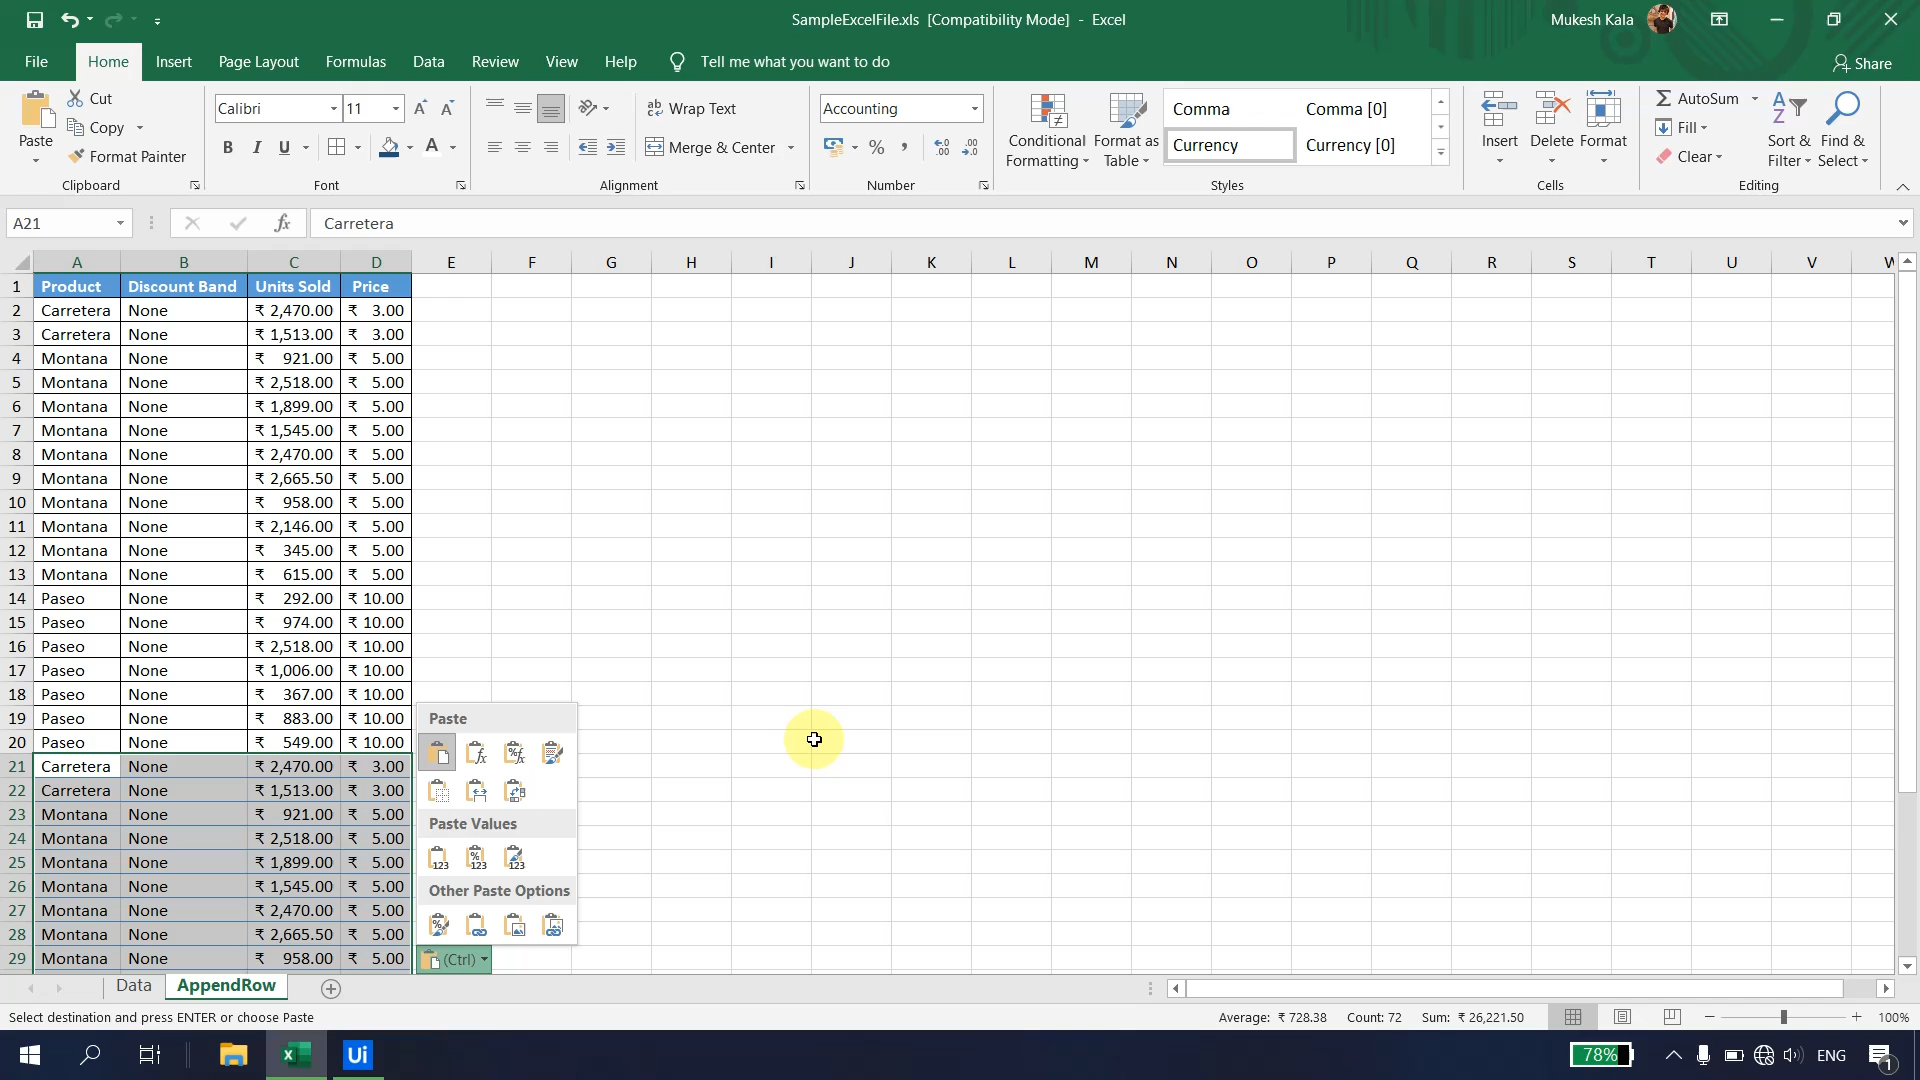 SampleExcelFile.xls [Compatibility Mode] - Excel
Mukesh Kala
File Home Insert Page Layout Formulas Data Review View Help Tell me what you want to do Share
Paste Cut Copy Format Painter
Clipboard
Calibri 11
B I U A
Font
Wrap Text
Merge & Center
Alignment
Accounting
% ,
Number
Conditional Formatting
Format as Table
Comma Comma [0]
Currency Currency [0]
Styles
Insert Delete Format
Cells
AutoSum
Fill
Clear
Sort & Filter
Find & Select
Editing
A21 fx Carretera
A B C D E F G H I J K L M N O P Q R S T U V W
1 Product Discount Band Units Sold Price
2 Carretera None ₹ 2,470.00 ₹ 3.00
3 Carretera None ₹ 1,513.00 ₹ 3.00
4 Montana None ₹ 921.00 ₹ 5.00
5 Montana None ₹ 2,518.00 ₹ 5.00
6 Montana None ₹ 1,899.00 ₹ 5.00
7 Montana None ₹ 1,545.00 ₹ 5.00
8 Montana None ₹ 2,470.00 ₹ 5.00
9 Montana None ₹ 2,665.50 ₹ 5.00
10 Montana None ₹ 958.00 ₹ 5.00
11 Montana None ₹ 2,146.00 ₹ 5.00
12 Montana None ₹ 345.00 ₹ 5.00
13 Montana None ₹ 615.00 ₹ 5.00
14 Paseo None ₹ 292.00 ₹ 10.00
15 Paseo None ₹ 974.00 ₹ 10.00
16 Paseo None ₹ 2,518.00 ₹ 10.00
17 Paseo None ₹ 1,006.00 ₹ 10.00
18 Paseo None ₹ 367.00 ₹ 10.00
19 Paseo None ₹ 883.00 ₹ 10.00
20 Paseo None ₹ 549.00 ₹ 10.00
21 Carretera None ₹ 2,470.00 ₹ 3.00
22 Carretera None ₹ 1,513.00 ₹ 3.00
23 Montana None ₹ 921.00 ₹ 5.00
24 Montana None ₹ 2,518.00 ₹ 5.00
25 Montana None ₹ 1,899.00 ₹ 5.00
26 Montana None ₹ 1,545.00 ₹ 5.00
27 Montana None ₹ 2,470.00 ₹ 5.00
28 Montana None ₹ 2,665.50 ₹ 5.00
29 Montana None ₹ 958.00 ₹ 5.00
Paste
Paste Values
Other Paste Options
(Ctrl)
Data AppendRow
Select destination and press ENTER or choose Paste Average: ₹ 728.38 Count: 72 Sum: ₹ 26,221.50 100%
Ui 78% ENG 1